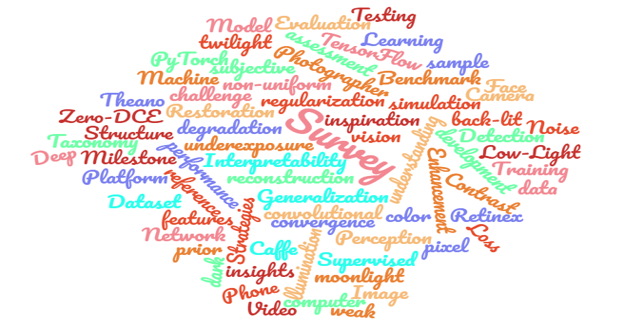 Testing
Model
Evaluation
twilight
assessment
TensorFlow
Learning
PyTorch
subjective
Photographer
sample
Machine
non-uniform
Benchmark
Face
Camera
Theano
challenge
regularization
simulation
Zero-DCE
Restoration
Survey
inspiration
back-lit
Noise
Structure
degradation
vision
understanding
Detection
Taxonomy
underexposure
development
Low-Light
Deep
Milestone
performance
Interpretability
Enhancement
Training
Platform
reference
reconstruction
Contrast
data
Dataset
Strategies
Generalization
features
convolutional
color
Retinex
convergence
Loss
Network
Perception
pixel
prior
Caffe
illumination
Supervised
dark
insights
moonlight
Phone
computer
Image
Video
weak